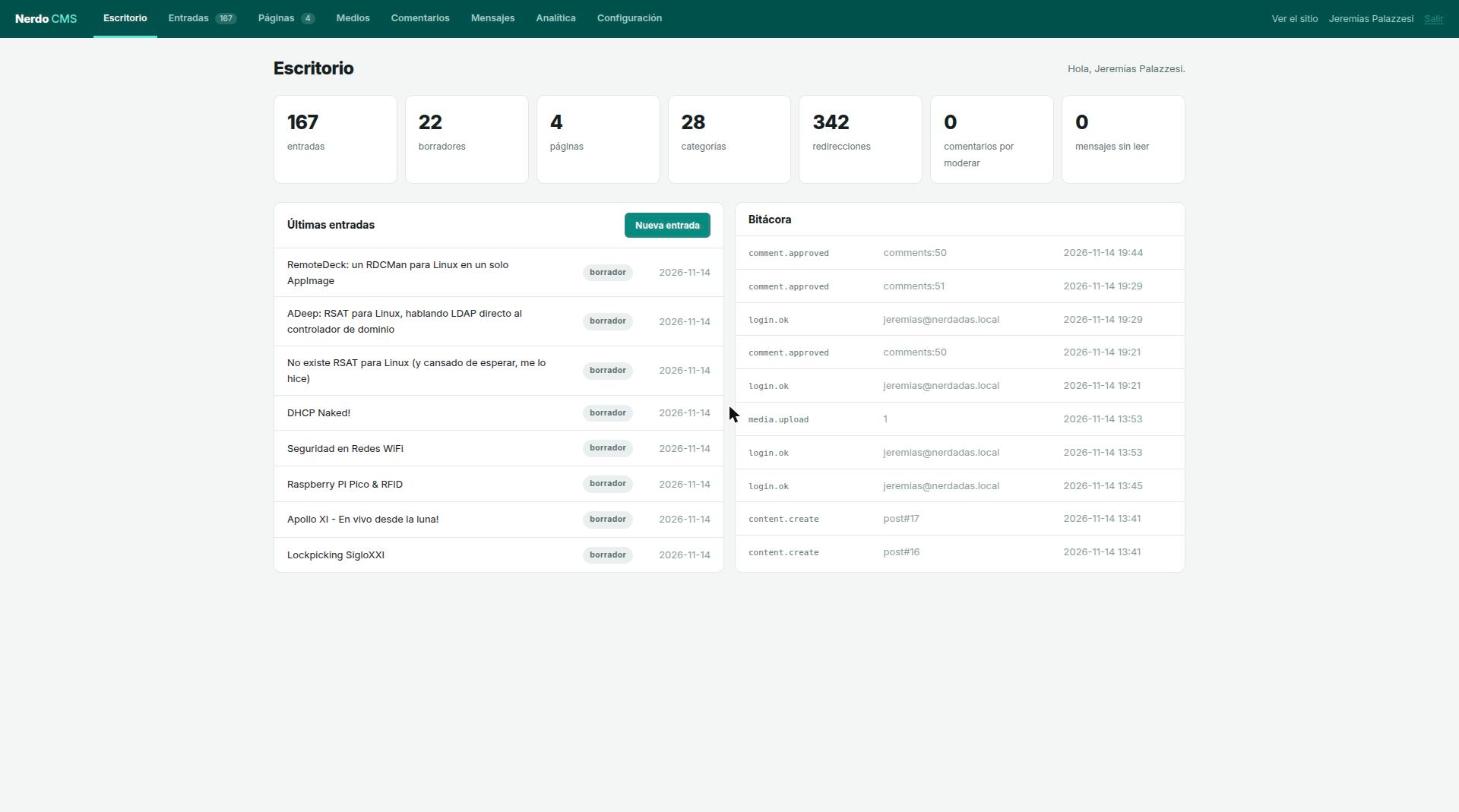 Nerdo CMS
Escritorio
Entradas 167
Páginas 4
Medios
Comentarios
Mensajes
Analítica
Configuración
Ver el sitio
Jeremías Palazzesi
Salir
Escritorio
Hola, Jeremías Palazzesi.
167
entradas
22
borradores
4
páginas
28
categorías
342
redirecciones
0
comentarios por
moderar
0
mensajes sin leer
Últimas entradas
Nueva entrada
RemoteDeck: un RDCMan para Linux en un solo
AppImage
borrador
2026-11-14
ADeep: RSAT para Linux, hablando LDAP directo al
controlador de dominio
borrador
2026-11-14
No existe RSAT para Linux (y cansado de esperar, me lo
hice)
borrador
2026-11-14
DHCP Naked!
borrador
2026-11-14
Seguridad en Redes WiFi
borrador
2026-11-14
Raspberry PI Pico & RFID
borrador
2026-11-14
Apollo XI - En vivo desde la luna!
borrador
2026-11-14
Lockpicking SigloXXI
borrador
2026-11-14
Bitácora
comment.approved comments:50 2026-11-14 19:44
comment.approved comments:51 2026-11-14 19:29
login.ok jeremias@nerdadas.local 2026-11-14 19:29
comment.approved comments:50 2026-11-14 19:21
login.ok jeremias@nerdadas.local 2026-11-14 19:21
media.upload 1 2026-11-14 13:53
login.ok jeremias@nerdadas.local 2026-11-14 13:53
login.ok jeremias@nerdadas.local 2026-11-14 13:45
content.create post#17 2026-11-14 13:41
content.create post#16 2026-11-14 13:41